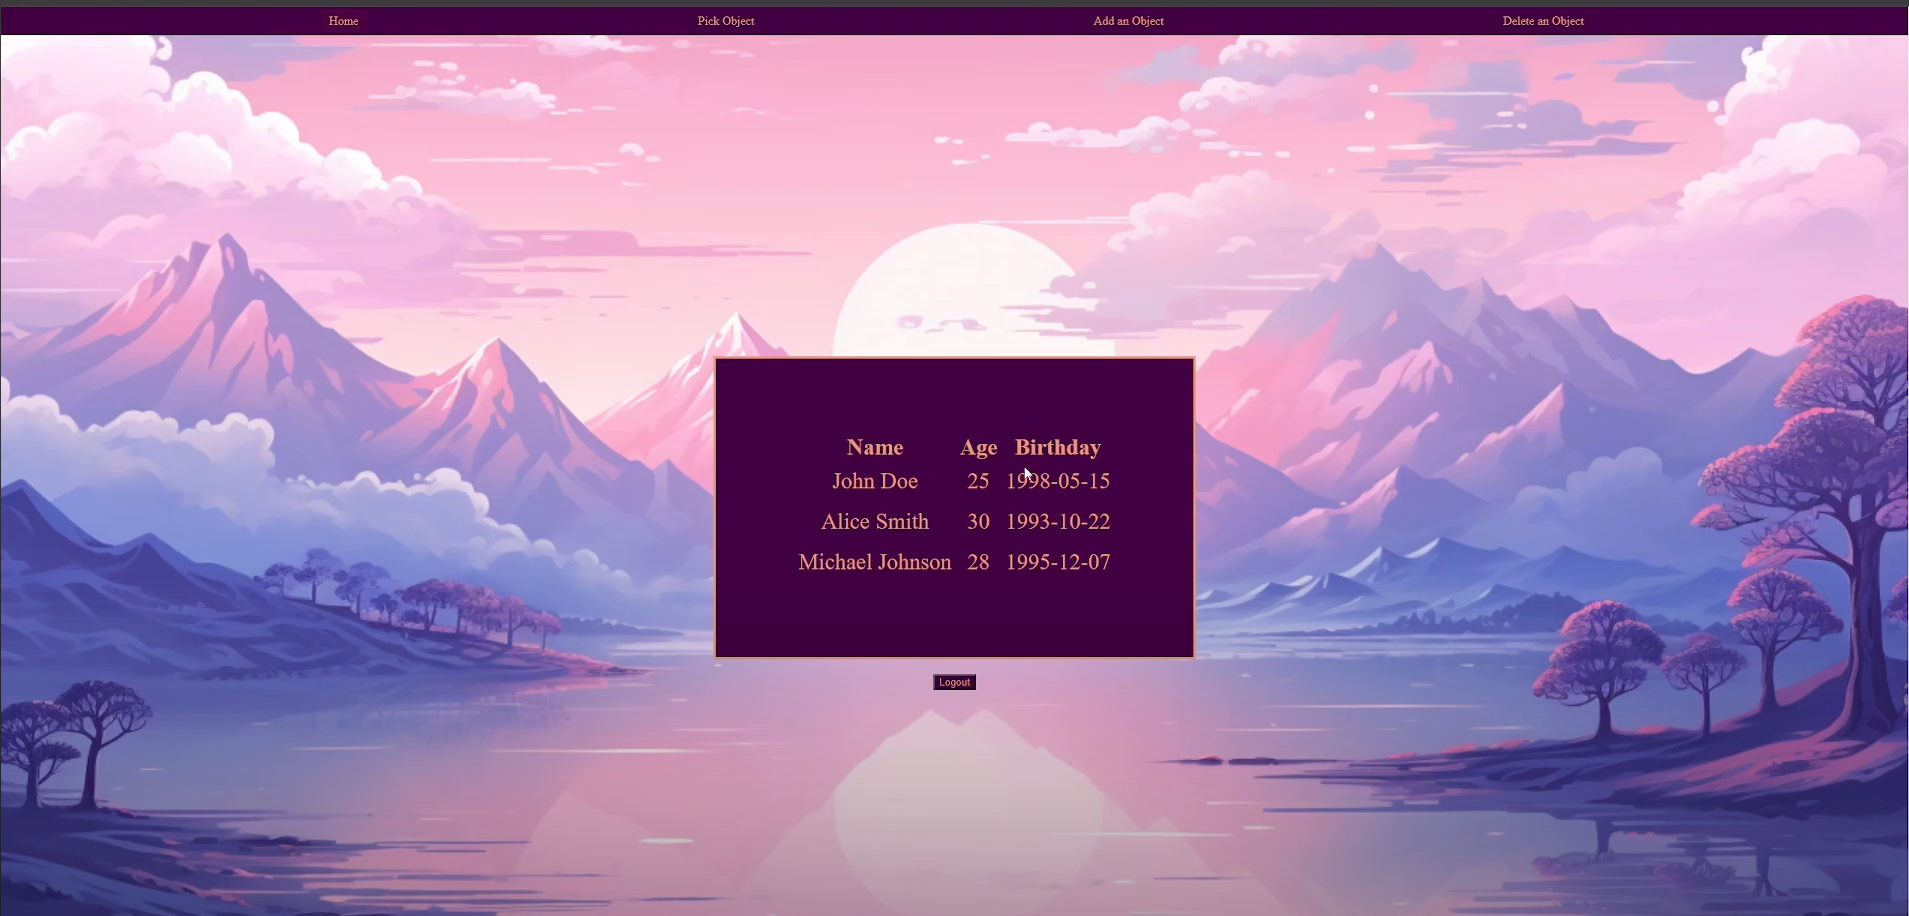 Home Pick Object Add an Object Delete an Object
Name Age Birthday
John Doe 25 1998-05-15
Alice Smith 30 1993-10-22
Michael Johnson 28 1995-12-07
Logout